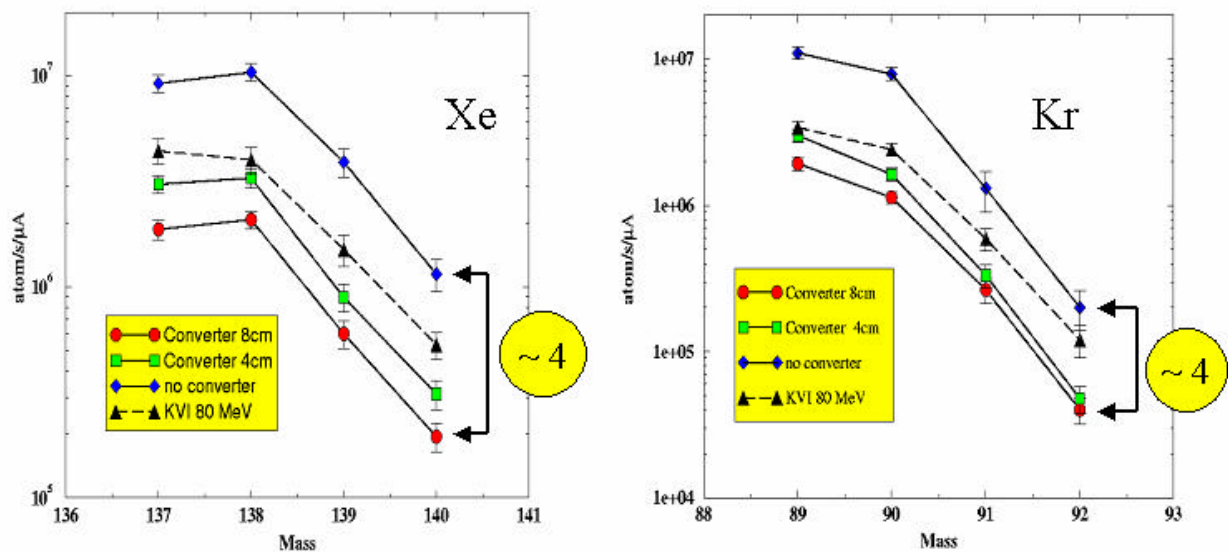 10^7
10^6
10^5
atom/s/µA
Xe
Converter 8cm
Converter 4cm
no converter
KVI 80 MeV
~ 4
136 137 138 139 140 141
Mass
1e+07
1e+06
1e+05
1e+04
atom/s/µA
Kr
Converter 8cm
Converter 4cm
no converter
KVI 80 MeV
~ 4
88 89 90 91 92 93
Mass